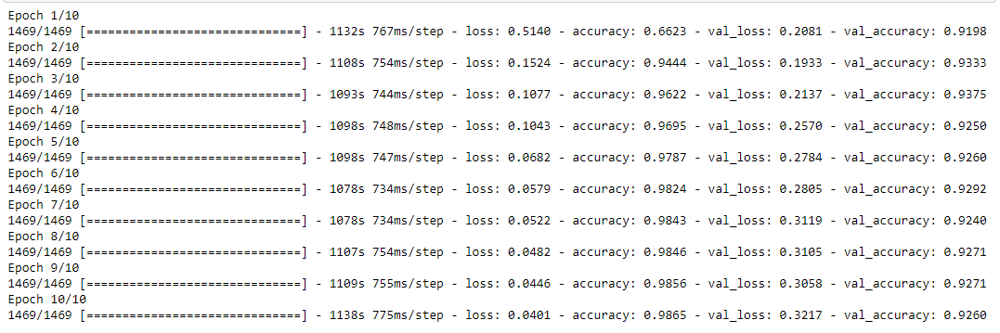 Epoch 1/10
1469/1469 [==============================] - 1132s 767ms/step - loss: 0.5140 - accuracy: 0.6623 - val_loss: 0.2081 - val_accuracy: 0.9198
Epoch 2/10
1469/1469 [==============================] - 1108s 754ms/step - loss: 0.1524 - accuracy: 0.9444 - val_loss: 0.1933 - val_accuracy: 0.9333
Epoch 3/10
1469/1469 [==============================] - 1093s 744ms/step - loss: 0.1077 - accuracy: 0.9622 - val_loss: 0.2137 - val_accuracy: 0.9375
Epoch 4/10
1469/1469 [==============================] - 1098s 748ms/step - loss: 0.1043 - accuracy: 0.9695 - val_loss: 0.2570 - val_accuracy: 0.9250
Epoch 5/10
1469/1469 [==============================] - 1098s 747ms/step - loss: 0.0682 - accuracy: 0.9787 - val_loss: 0.2784 - val_accuracy: 0.9260
Epoch 6/10
1469/1469 [==============================] - 1078s 734ms/step - loss: 0.0579 - accuracy: 0.9824 - val_loss: 0.2805 - val_accuracy: 0.9292
Epoch 7/10
1469/1469 [==============================] - 1078s 734ms/step - loss: 0.0522 - accuracy: 0.9843 - val_loss: 0.3119 - val_accuracy: 0.9240
Epoch 8/10
1469/1469 [==============================] - 1107s 754ms/step - loss: 0.0482 - accuracy: 0.9846 - val_loss: 0.3105 - val_accuracy: 0.9271
Epoch 9/10
1469/1469 [==============================] - 1109s 755ms/step - loss: 0.0446 - accuracy: 0.9856 - val_loss: 0.3058 - val_accuracy: 0.9271
Epoch 10/10
1469/1469 [==============================] - 1138s 775ms/step - loss: 0.0401 - accuracy: 0.9865 - val_loss: 0.3217 - val_accuracy: 0.9260